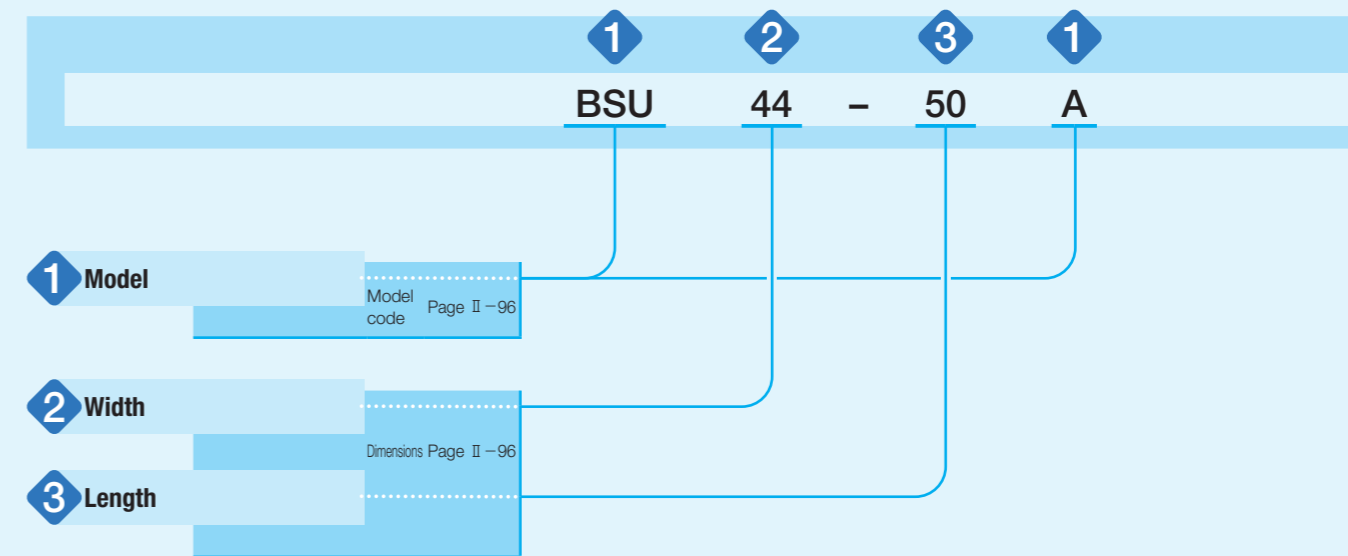 1 2 3 1
BSU 44 – 50 A
1 Model
Model code Page Ⅱ－96
2 Width
Dimensions Page Ⅱ－96
3 Length